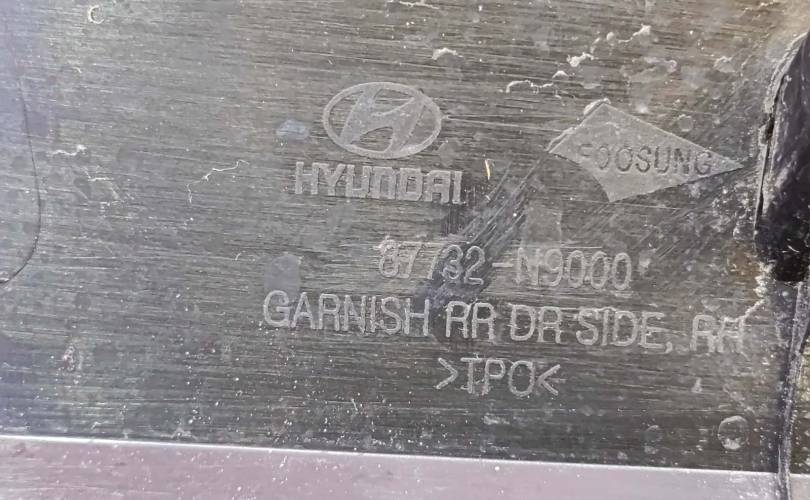 HYUNDAI
FOOSUNG
87732-N9000
GARNISH RR DR SIDE, RH
>TPO<